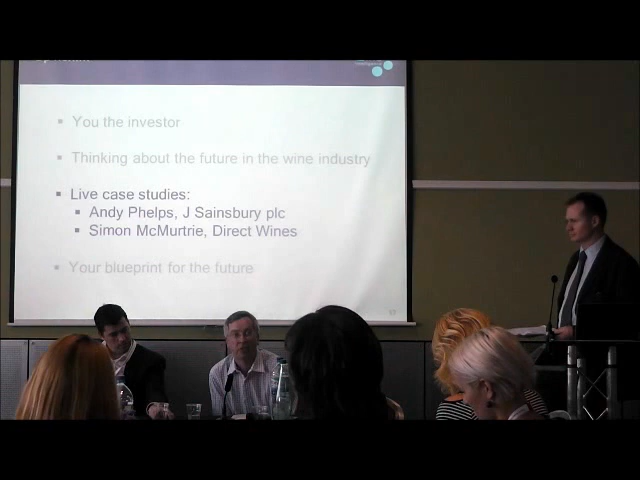 ▪ You the investor
▪ Thinking about the future in the wine industry
▪ Live case studies:
▪ Andy Phelps, J Sainsbury plc
▪ Simon McMurtrie, Direct Wines
▪ Your blueprint for the future